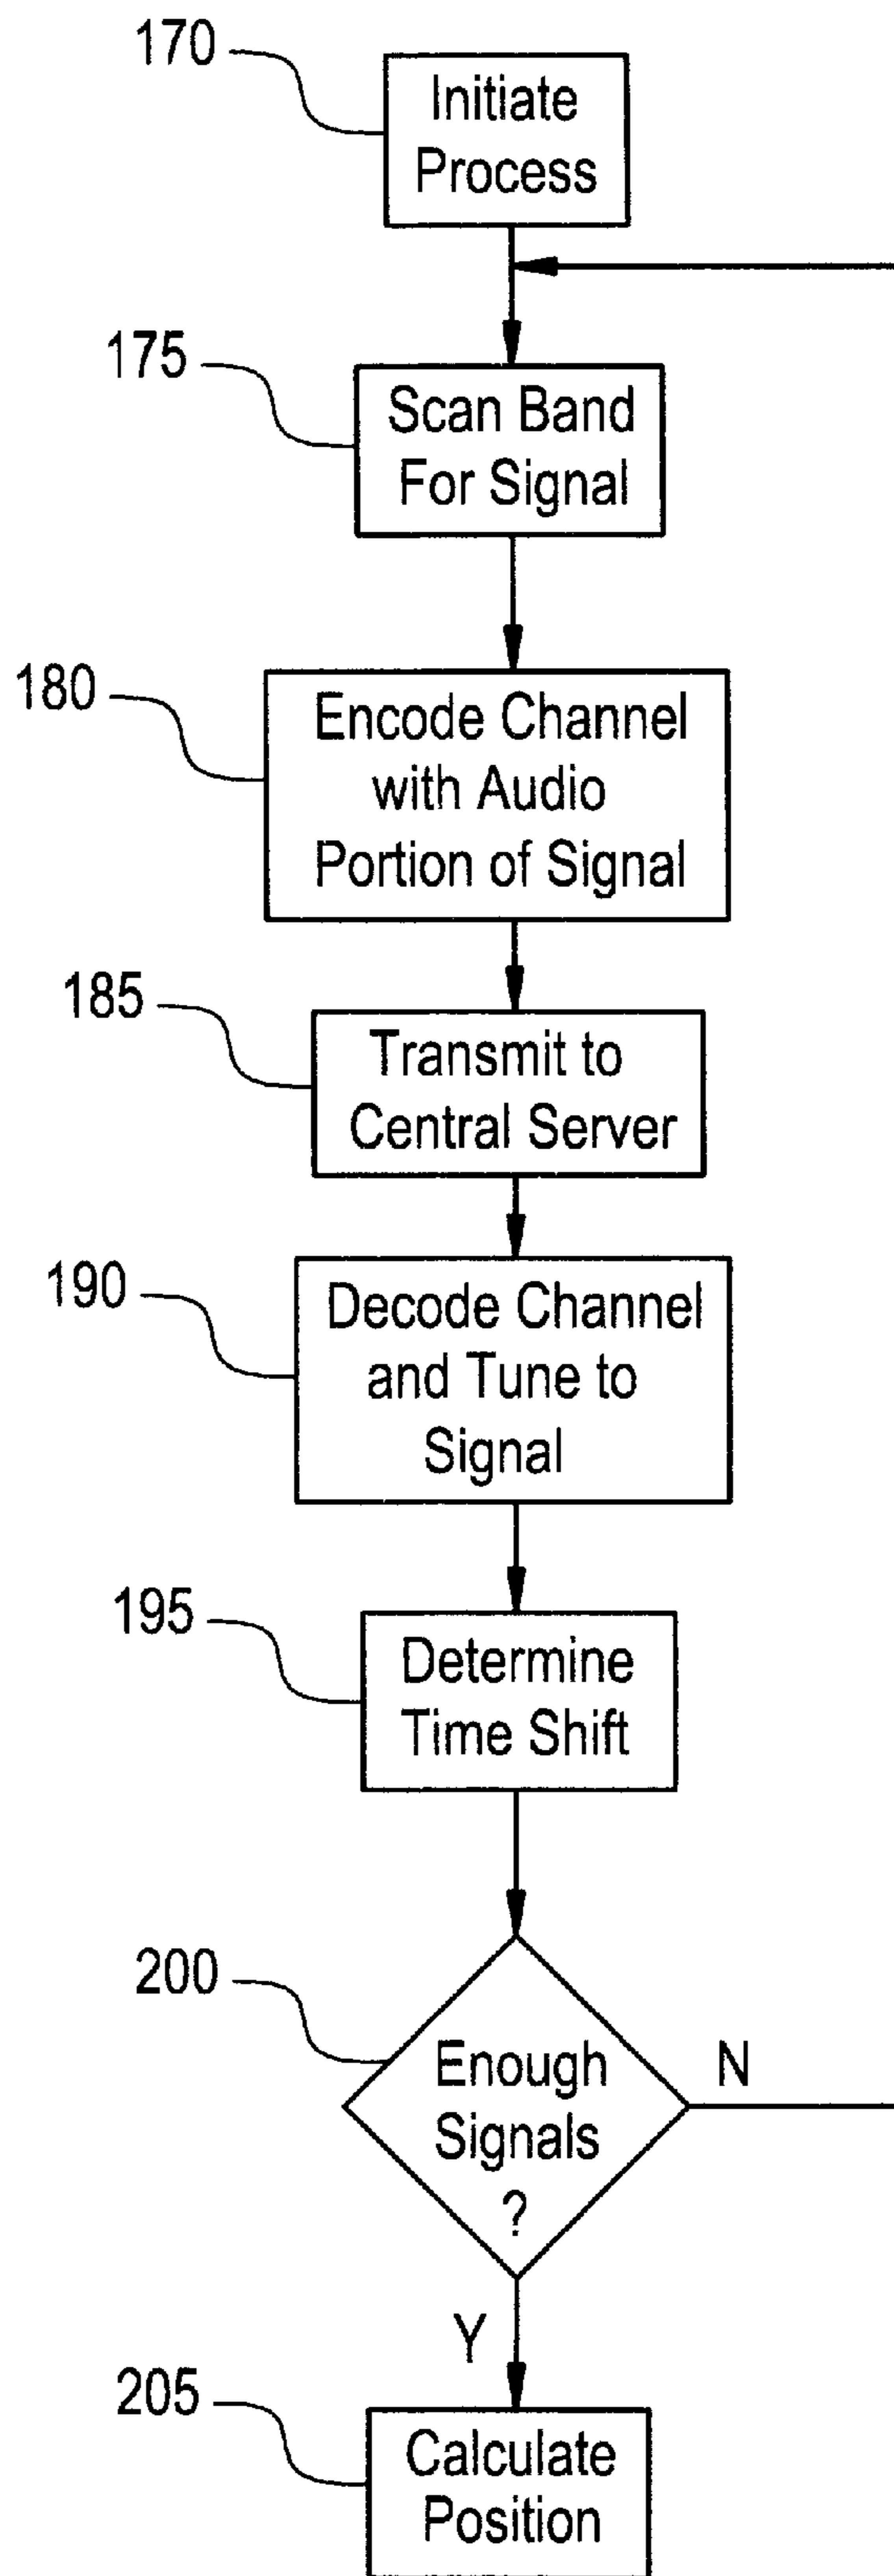 170
Initiate
Process
175
Scan Band
For Signal
180
Encode Channel
with Audio
Portion of Signal
185
Transmit to
Central Server
190
Decode Channel
and Tune to
Signal
195
Determine
Time Shift
200
Enough
Signals
?
N
Y
205
Calculate
Position